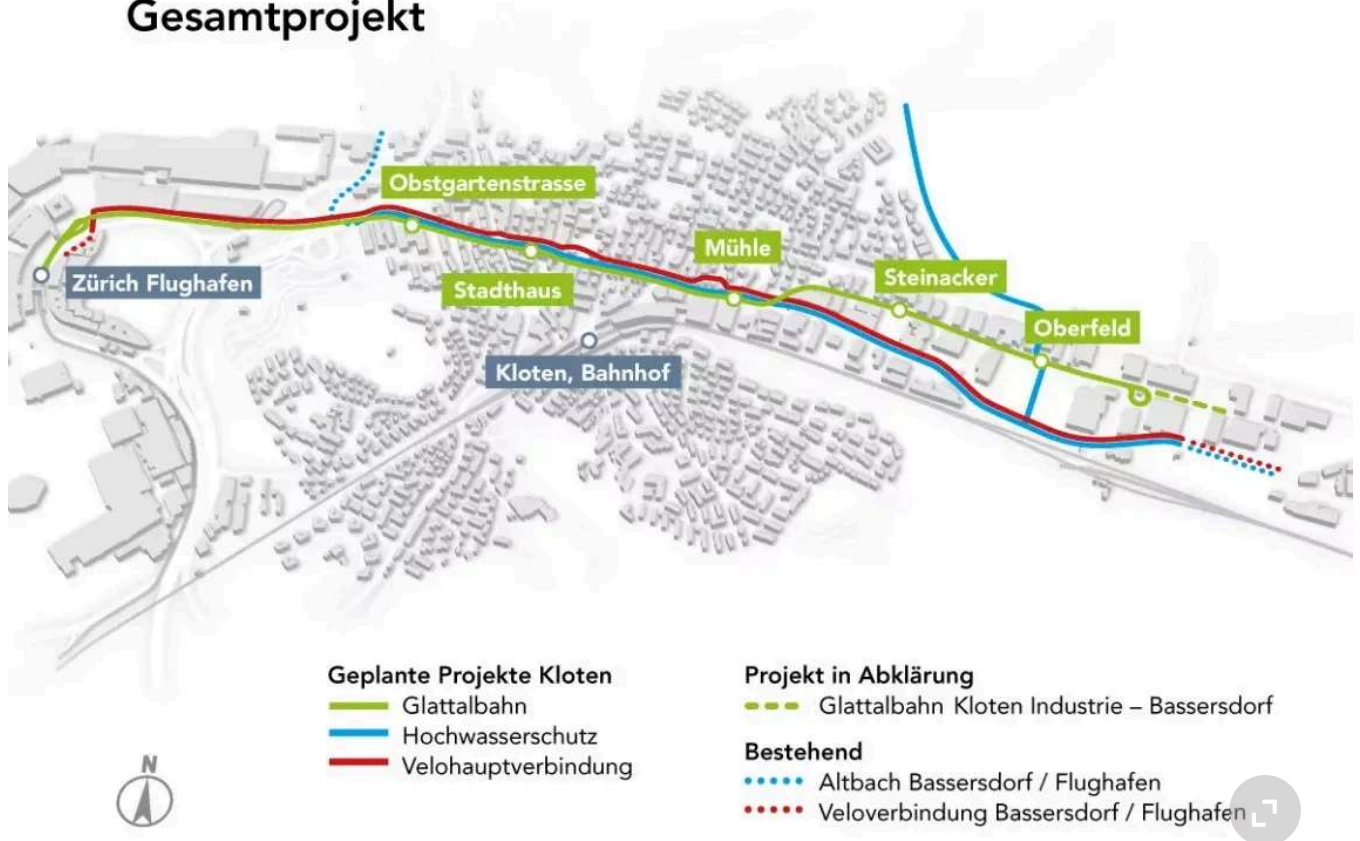 Gesamtprojekt
Obstgartenstrasse
Mühle
Zürich Flughafen
Stadthaus
Steinacker
Oberfeld
Kloten, Bahnhof
Geplante Projekte Kloten
Glattalbahn
Hochwasserschutz
Velohauptverbindung
Projekt in Abklärung
Glattalbahn Kloten Industrie – Bassersdorf
Bestehend
Altbach Bassersdorf / Flughafen
Veloverbindung Bassersdorf / Flughafen
N